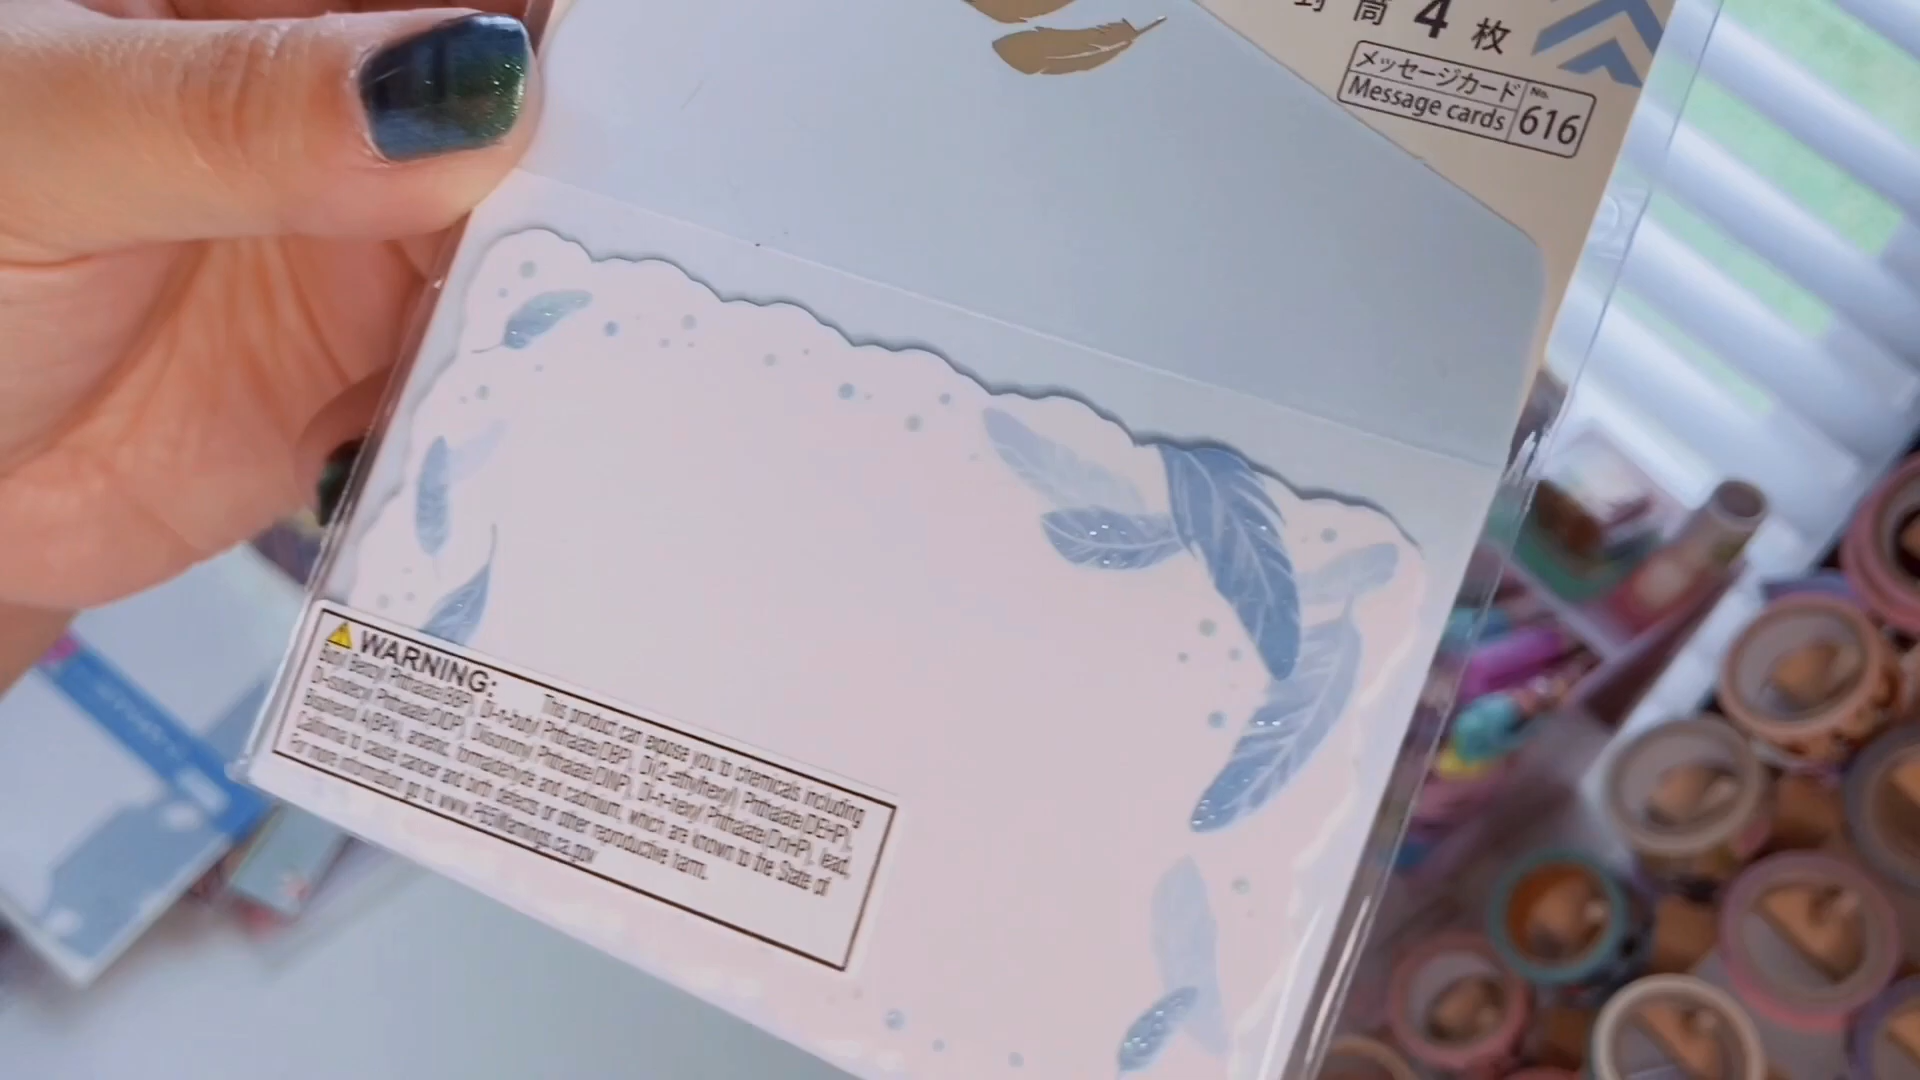 封筒4枚
メッセージカード
Message cards
No.
616
WARNING: This product can expose you to chemicals including
Butyl Benzyl Phthalate(BBP), Di-n-butyl Phthalate(DBP), Di(2-ethylhexyl) Phthalate(DEHP),
Di-isodecyl Phthalate(DIDP), Diisononyl Phthalate(DINP), Di-n-hexyl Phthalate(DnHP), lead,
Bisphenol A(BPA), arsenic, formaldehyde and cadmium, which are known to the State of
California to cause cancer and birth defects or other reproductive harm.
For more information go to www.P65Warnings.ca.gov